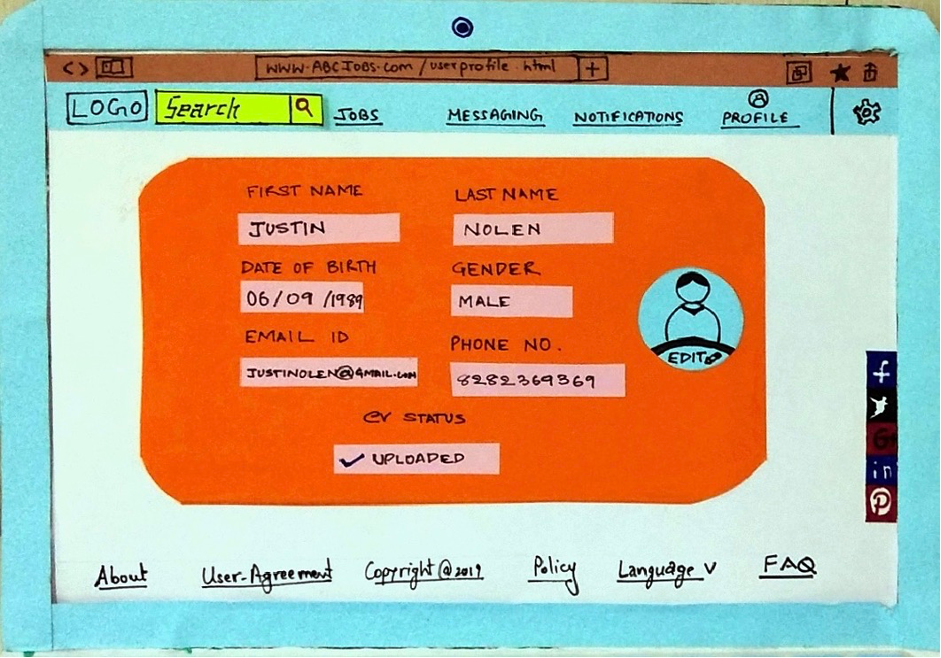 www.ABCJOBS.com/userprofile.html +
LOGO Search JOBS MESSAGING NOTIFICATIONS PROFILE
FIRST NAME LAST NAME
JUSTIN NOLEN
DATE OF BIRTH GENDER
06/09/1989 MALE
EMAIL ID PHONE NO.
JUSTINOLEN@GMAIL.COM 8282369369
EDIT
CV STATUS
✓ UPLOADED
f
G+
in
About User-Agreement Copyright @2019 Policy Language v FAQ